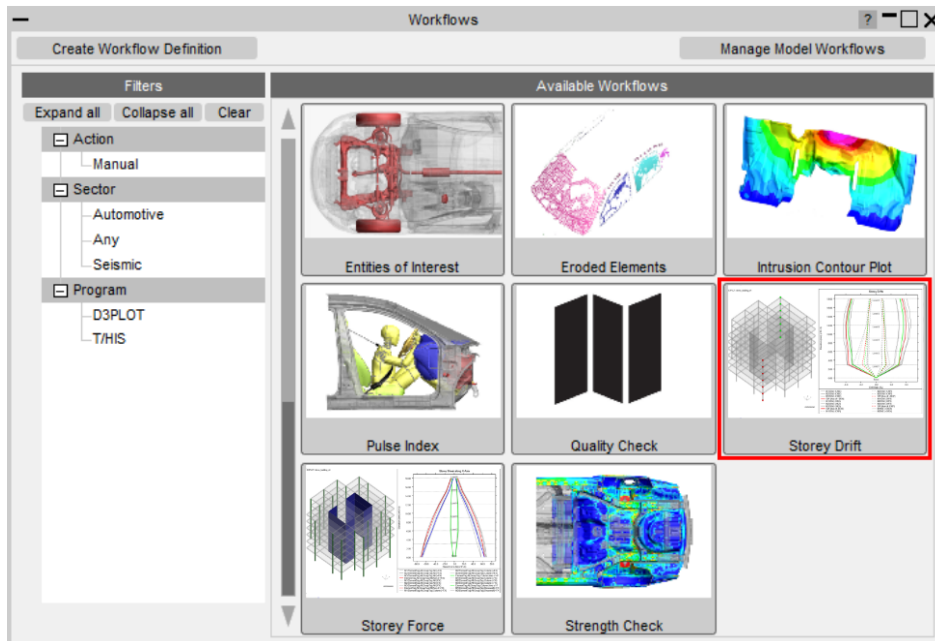 Workflows
?
Create Workflow Definition
Manage Model Workflows
Filters
Available Workflows
Expand all
Collapse all
Clear
Action
Manual
Sector
Automotive
Any
Seismic
Program
D3PLOT
T/HIS
Entities of Interest
Eroded Elements
Intrusion Contour Plot
Pulse Index
Quality Check
Storey Drift
Storey Force
Strength Check